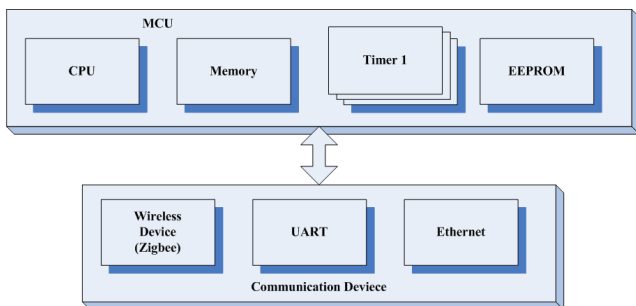 MCU
CPU
Memory
Timer 1
EEPROM
Wireless
Device
(Zigbee)
UART
Ethernet
Communication Deviece